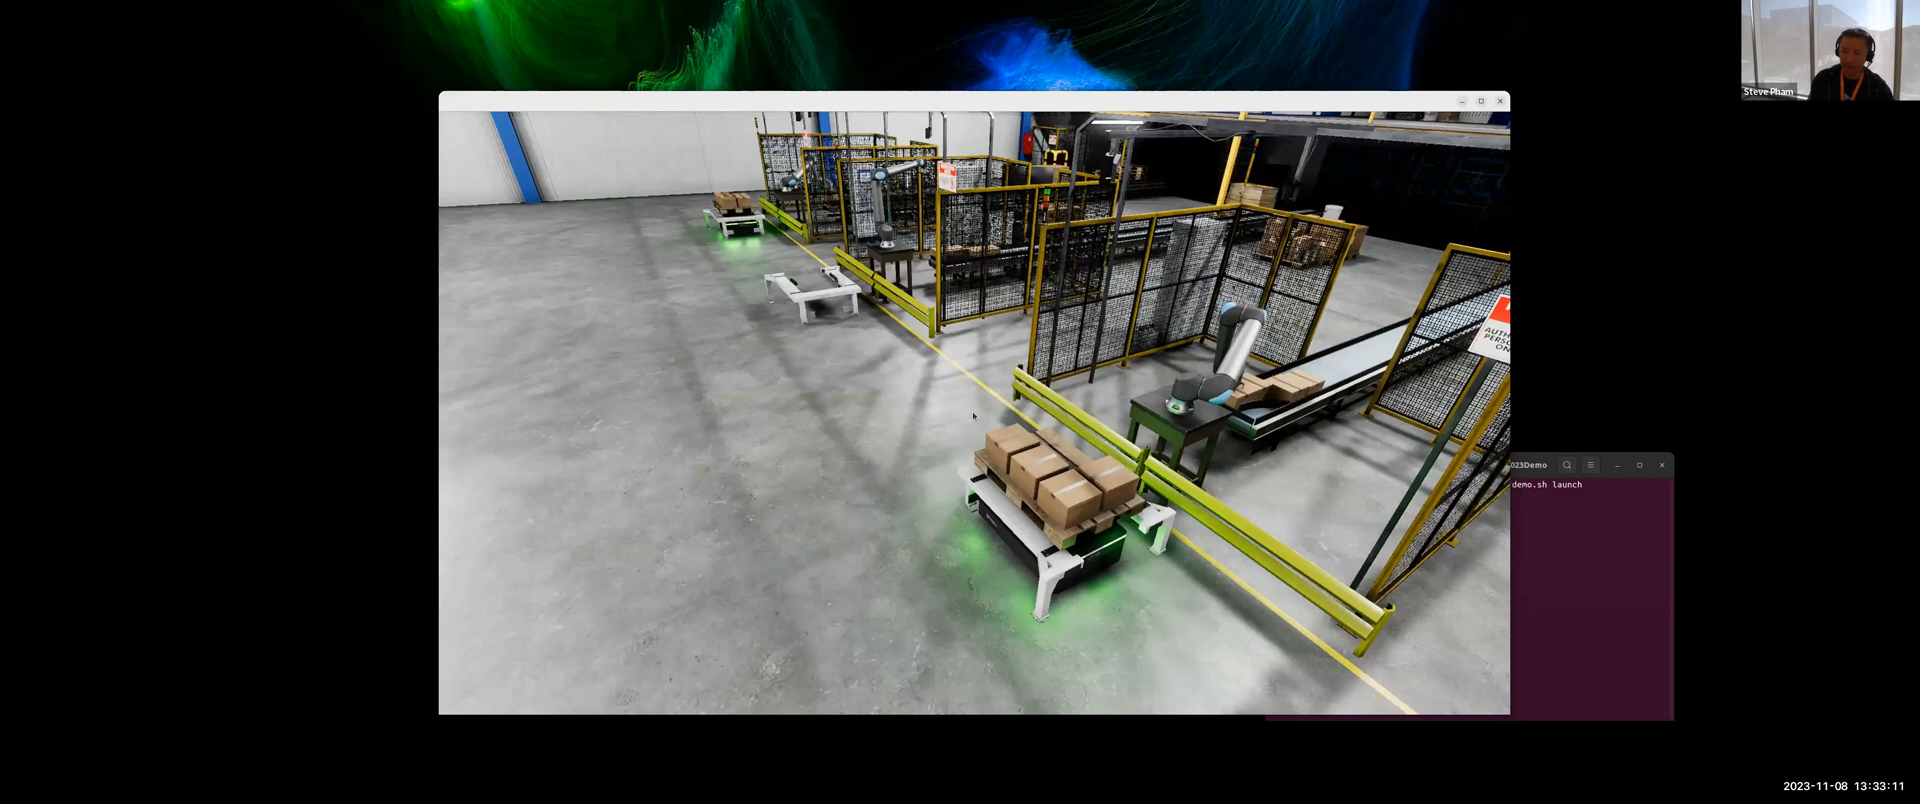 Steve Pham
AUTH
PERSO
ON
023Demo
demo.sh launch
2023-11-08 13:33:11